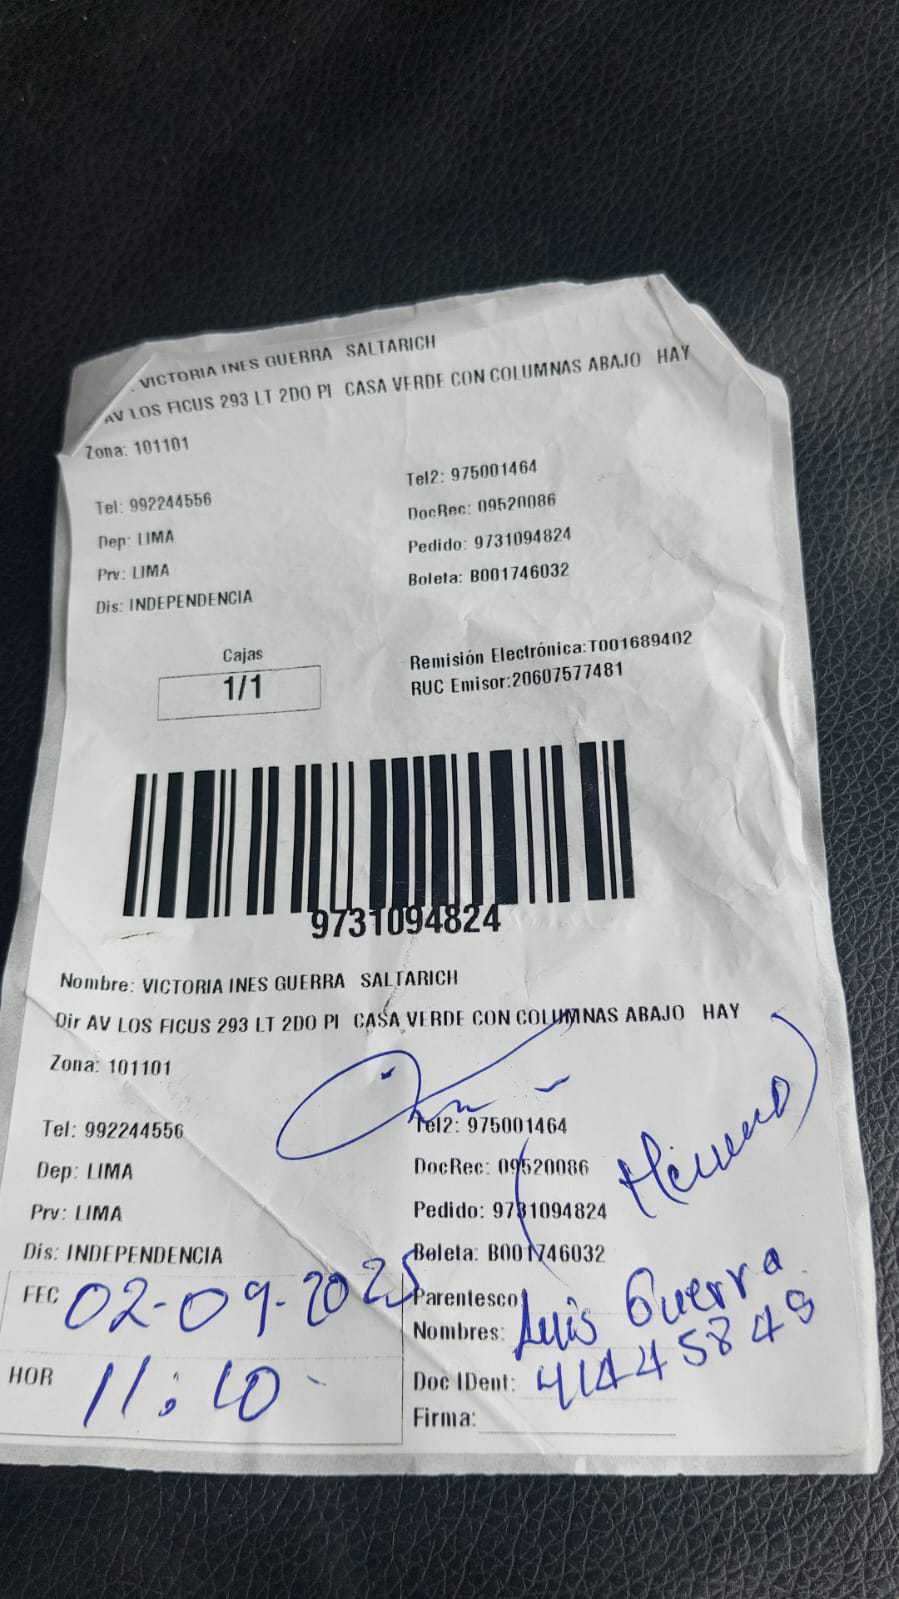 VICTORIA INES GUERRA SALTARICH
AV LOS FICUS 293 LT 2DO PI CASA VERDE CON COLUMNAS ABAJO HAY
Zona: 101101
Tel: 992244556 Tel2: 975001464
Dep: LIMA DocRec: 09520086
Prv: LIMA Pedido: 9731094824
Dis: INDEPENDENCIA Boleta: B001746032
Cajas Remisión Electrónica:T001689402
1/1 RUC Emisor:20607577481
9731094824
Nombre: VICTORIA INES GUERRA SALTARICH
Dir AV LOS FICUS 293 LT 2DO PI CASA VERDE CON COLUMNAS ABAJO HAY
Zona: 101101
Tel: 992244556 Tel2: 975001464
Dep: LIMA DocRec: 09520086
Prv: LIMA Pedido: 9731094824
Dis: INDEPENDENCIA Boleta: B001746032
FEC 02-09-2025 Parentesco
Nombres: Luis Guerra
HOR 11:10 Doc IDent: 41445849
Firma: